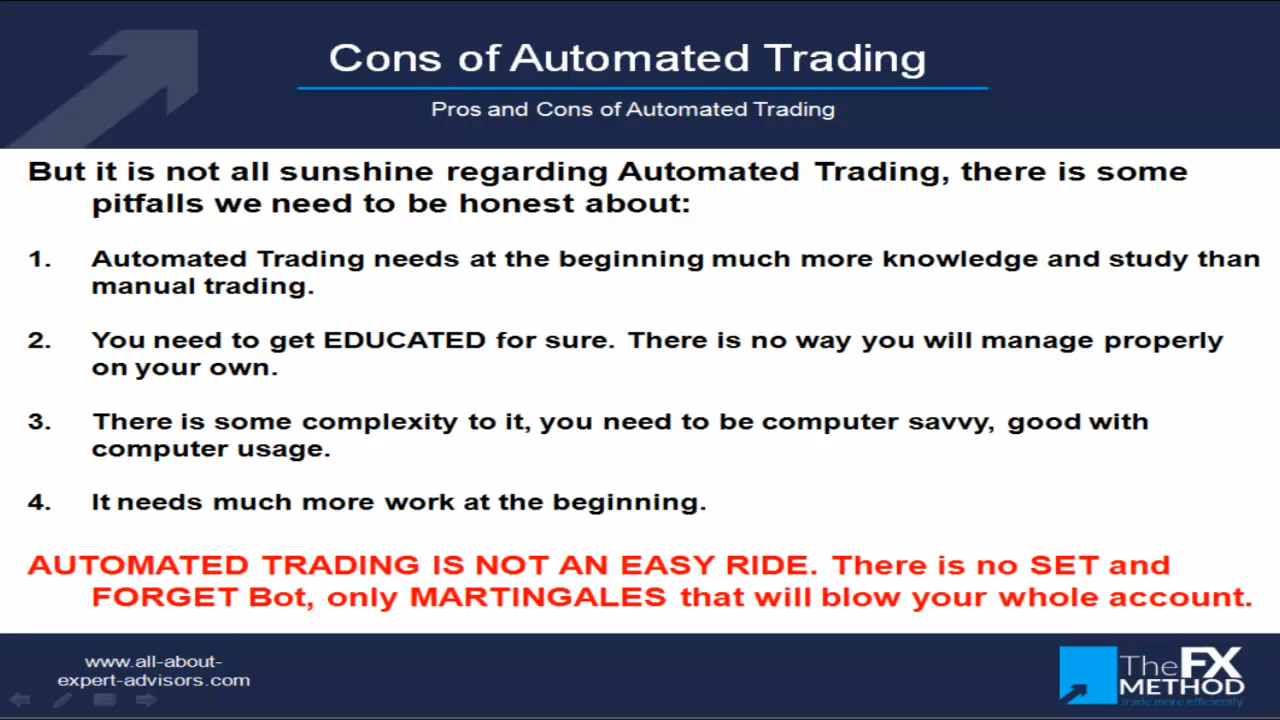 Cons of Automated Trading
Pros and Cons of Automated Trading
But it is not all sunshine regarding Automated Trading, there is some
pitfalls we need to be honest about:
1. Automated Trading needs at the beginning much more knowledge and study than
manual trading.
2. You need to get EDUCATED for sure. There is no way you will manage properly
on your own.
3. There is some complexity to it, you need to be computer savvy, good with
computer usage.
4. It needs much more work at the beginning.
AUTOMATED TRADING IS NOT AN EASY RIDE. There is no SET and
FORGET Bot, only MARTINGALES that will blow your whole account.
www.all-about-
expert-advisors.com
The FX
METHOD
trade more efficiently